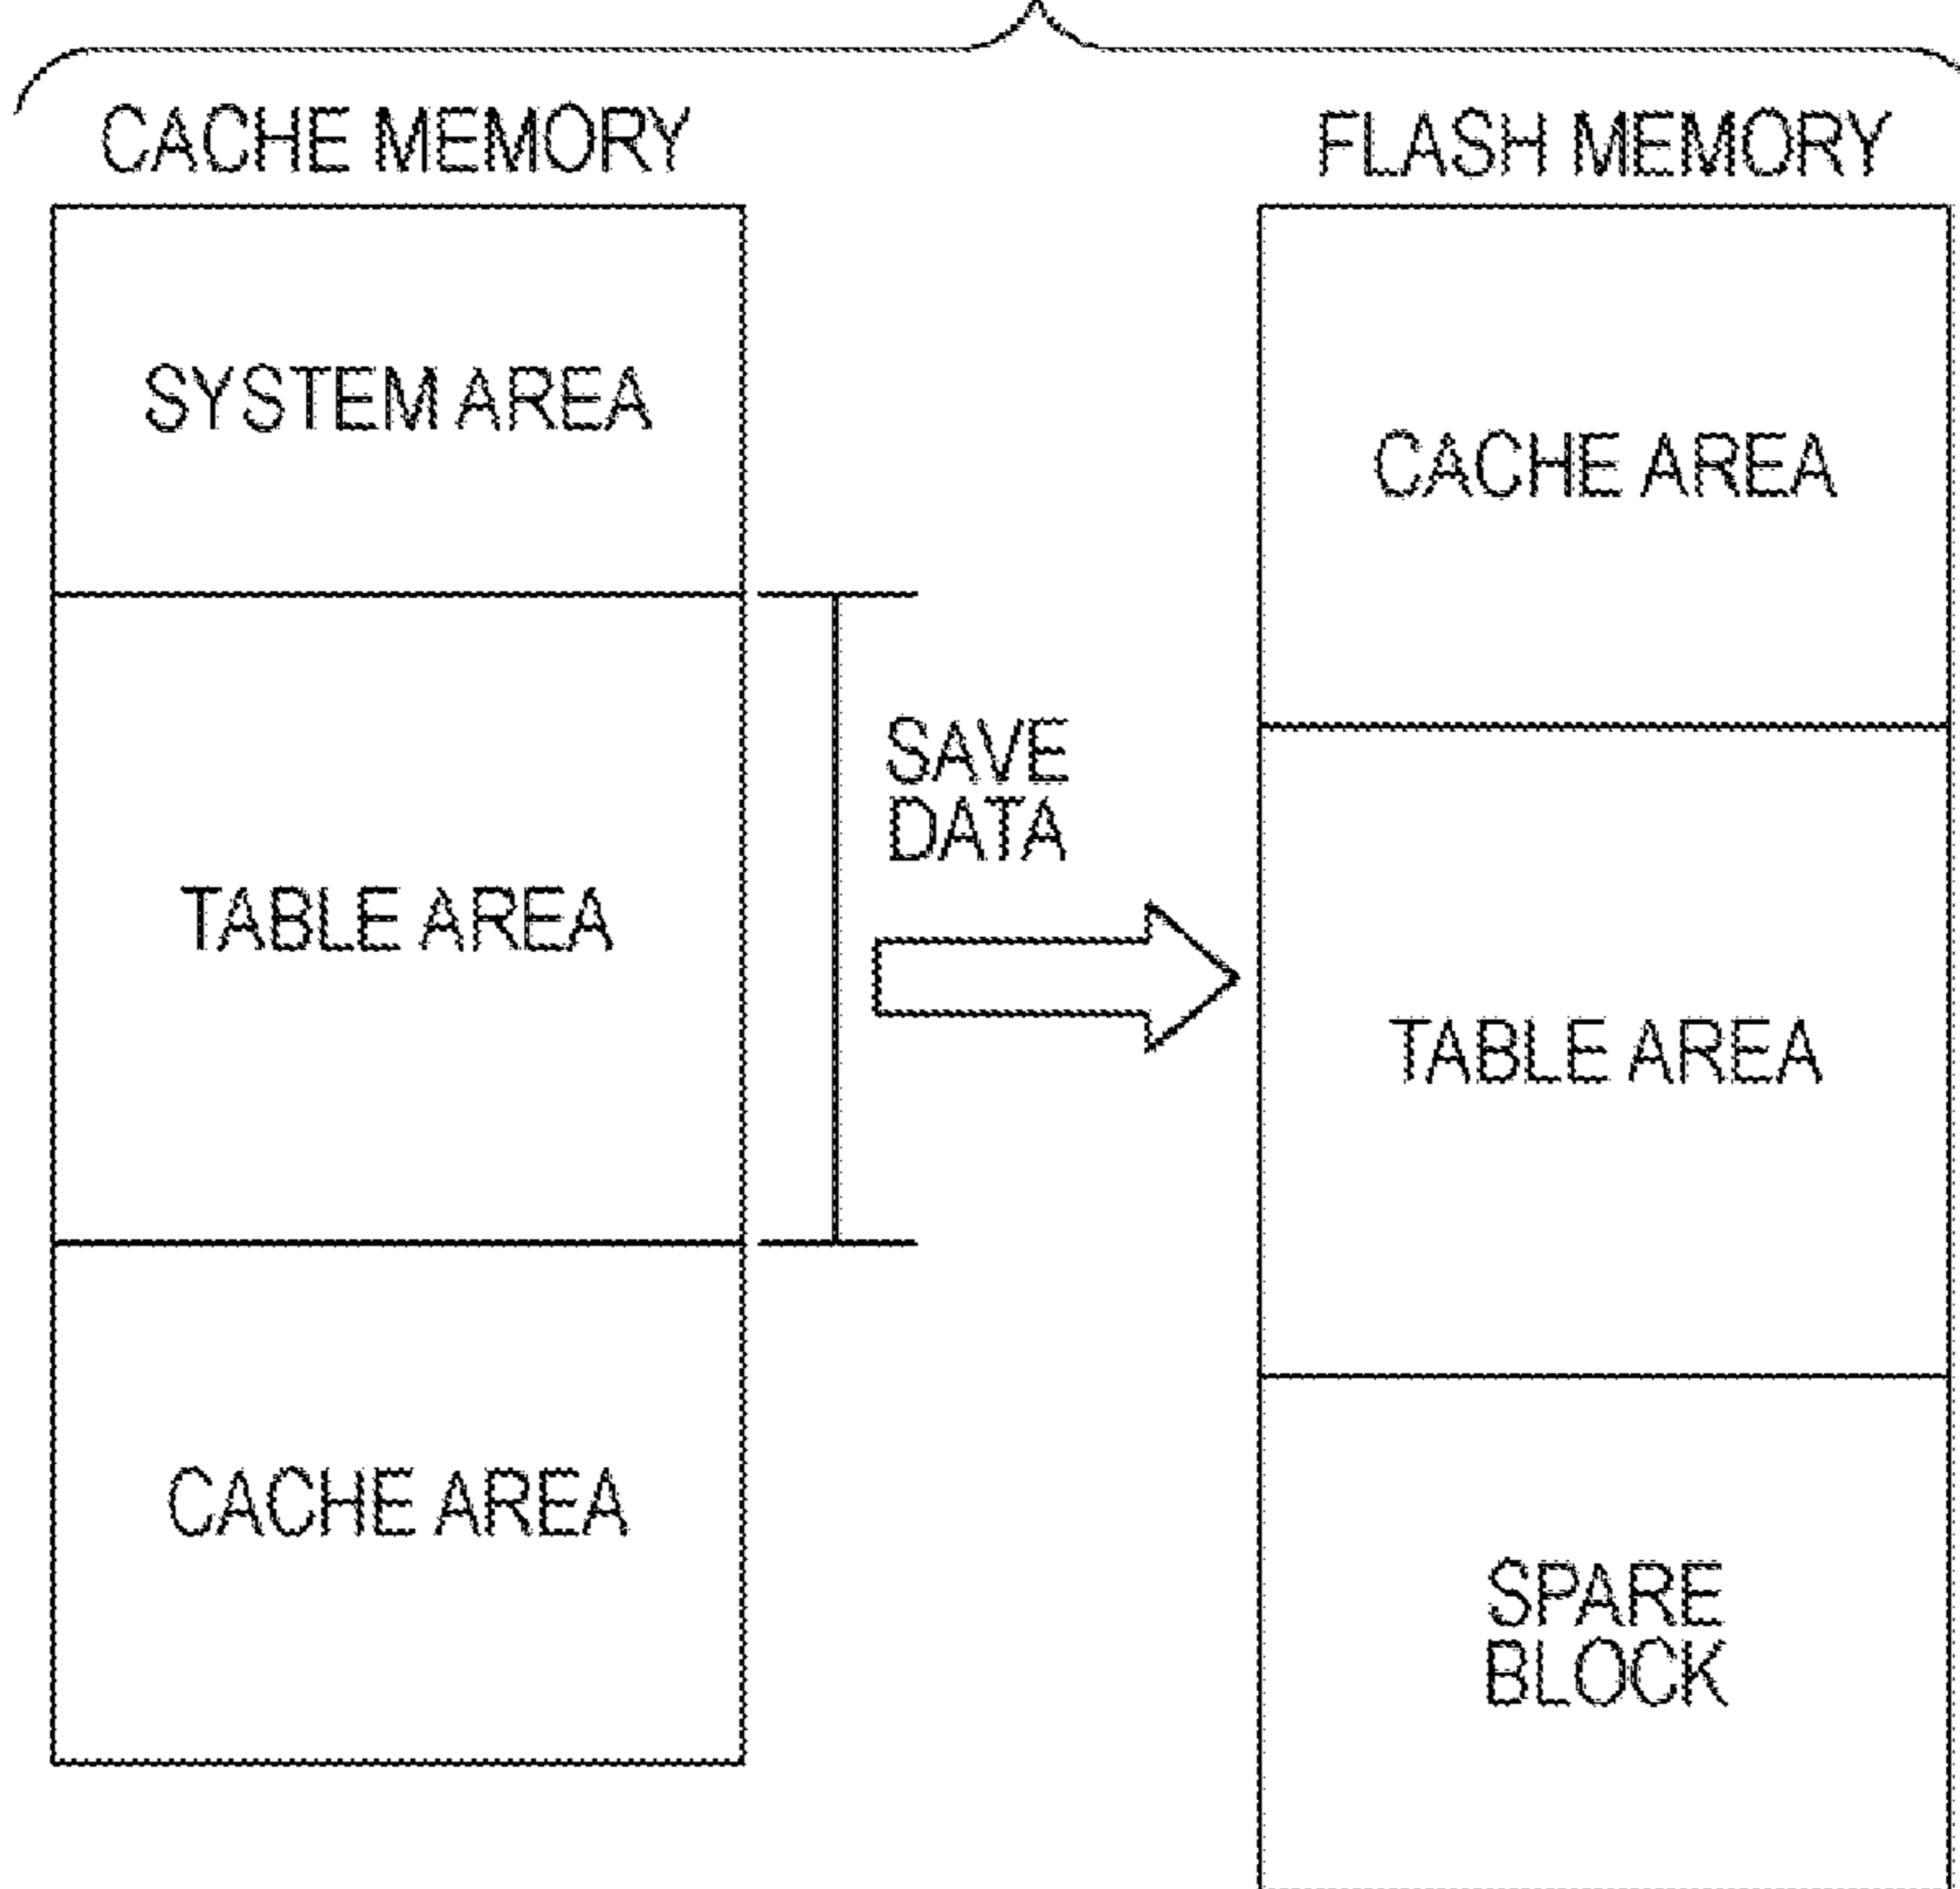 CACHE MEMORY
SYSTEM AREA
TABLE AREA
CACHE AREA
SAVE
DATA
FLASH MEMORY
CACHE AREA
TABLE AREA
SPARE
BLOCK